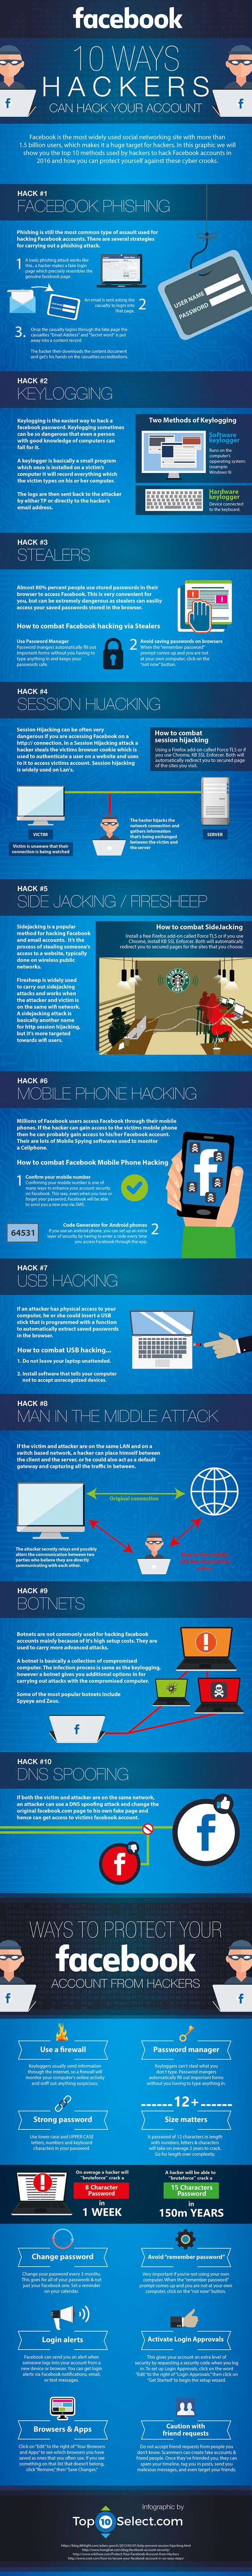 facebook
10 WAYS
HACKERS
CAN HACK YOUR ACCOUNT
Facebook is the most widely used social networking site with more than
1.5 billion users, which makes it a huge target for hackers. In this graphic we will
show you the top 10 methods used by hackers to hack Facebook accounts in
2016 and how you can protect yourself against these cyber crooks.
HACK #1
FACEBOOK PHISHING
Phishing is still the most common type of assault used for
hacking Facebook accounts. There are several strategies
for carrying out a phishing attack.
1
A basic phishing attack works like
this, a hacker makes a fake login
page which precisely resembles the
genuine facebook page.
An email is sent asking the
casualty to login into
that page.
2
USER NAME
PASSWORD
3.
Once the casualty logins through the fake page the
casualties "Email Address" and "Secret word" is put
away into a content record.
The hacker then downloads the content document
and get's his hands on the casualties accreditations
HACK #2
KEYLOGGING
Keylogging is the easiest way to hack a
facebook password. Keylogging sometimes
can be so dangerous that even a person
with good knowledge of computers can
fall for it.
A keylogger is basically a small program
which once is installed on a victim's
computer it will record everything which
the victim types on his or her computer.
The logs are then sent back to the attacker
by either TP or directly to the hacker's
email address.
Two Methods of Keylogging
Software
keylogger
Runs on the
computer's
opperating system.
(example
Windows 9)
Hardware
keylogger
Device connected
to the keyboard.
HACK #3
STEALERS
Almost 80% percent people use stored passwords in their
browser to access Facebook. This is very convenient for
you, but can be extremely dangerous as stealers can easiliy
access your saved passwords stored in the browser.
How to combat Facebook hacking via Stealers
Use Password Manager
Password mangers automatically fill out
important forms without you having to
type anything in and keeps your
passwords safe.
2
Avoid saving passwords on browsers
When the "remember password"
prompt comes up and you are not
at your own computer, click on the
"not now" button.
HACK #4
SESSION HIJACKING
Session Hijacking can be often very
dangerous if you are accessing Facebook on a
http:// connection. In a Session Hijacking attack a
hacker steals the victims browser cookie which is
used to authenticate a user on a website and uses
to it to access victims account. Session hijacking
is widely used on Lan's.
How to combat
session hijacking
Using a Firefox add-on called Force TLS or if
you use Chrome, KB SSL Enforcer. Both will
automatically redirect you to secured page
of the sites you visit.
VICTIM
Victim is unaware that their
connection is being watched
The hacker hijacks the
network connection and
gathers information
that's being exchanged
between the victim and
the server
SERVER
HACK #5
SIDE JACKING / FIRESHEEP
Sidejacking is a popular
method for hacking Facebook
and email accounts. It's the
process of stealing someone's
access to a website, typically
done on wireless public
networks.
Firesheep is widely used
to carry out sidejacking
attacks and works when
the attacker and victim is
on the same wifi network.
A sidejacking attack is
basically another name
for http session hijacking,
but it's more targeted
towards wifi users.
How to combat SideJacking
Install a free Firefox add-on called Force TLS or if you use
Chrome, install KB SSL Enforcer. Both will automatically
redirect you to secured pages for the sites that you choose.
HACK #6
MOBILE PHONE HACKING
Millions of Facebook users access Facebook through their mobile
phones. If the hacker can gain access to the victims mobile phone
then he can probably gain access to his/her Facebook account.
Their are lots of Mobile Spying softwares used to monitor
a Cellphone.
How to combat Facebook Mobile Phone Hacking
1
Confirm your mobile number
Confirming your mobile number is one of
many ways to enhance your account security
on Facebook. This way, even when you lose or
forget your password, Facebook will be able
to send you a new one via SMS.
64531
Code Generator for Android phones
If you use an android phone, you can set up an extra
layer of security by having to enter a code every time
you access Facebook through the app.
2
HACK #7
USB HACKING
If an attacker has physical access to your
computer, he or she could insert a USB
stick that is programmed with a function
to automatically extract saved passwords
in the browser.
How to combat USB hacking...
1. Do not leave your laptop unattended.
2. Install software that tells your computer
not to accept unrecognized devices.
HACK #8
MAN IN THE MIDDLE ATTACK
If the victim and attacker are on the same LAN and on a
switch based network, a hacker can place himself between
the client and the server, or he could also act as a default
gateway and capturing all the traffic in between.
Original connection
The attacker secretly relays and possibly
alters the communication between two
parties who believe they are directly
communicating with each other.
HACK #9
BOTNETS
Botnets are not commonly used for hacking facebook
accounts mainly because of it's high setup costs. They are
used to carry more advanced attacks.
A botnet is basically a collection of compromised
computer. The infection process is same as the keylogging,
however a botnet gives you additional options in for
carrying out attacks with the compromised computer.
Some of the most popular botnets include
Spyeye and Zeus.
HACK #10
DNS SPOOFING
If both the victim and attacker are on the same network,
an attacker can use a DNS spoofing attack and change the
original facebook.com page to his own fake page and
hence can get access to victims facebook account.
WAYS TO PROTECT YOUR
facebook
ACCOUNT FROM HACKERS
Use a firewall
Keyloggers usually send information
through the internet, so a firewall will
monitor your computer's online activity
and sniff out anything suspicious.
Password manager
Keyloggers can't steal what you
don't type. Password mangers
automatically fill out important forms
without you having to type anything in.
Strong password
Use lower case and UPPER CASE
letters, numbers and keyboard
characters in your password.
12+
Size matters
A password of 12 characters in length
with numbers, letters & characters
will take on average 2 years to crack.
Go for length over complexity.
On average a hacker will
"bruteforce" crack a
8 Character
Password
in
1 WEEK
A hacker will be able to
"bruteforce" crack a
15 Characters
Password
in
150m YEARS
Change password
Change your password every 3 months.
This goes for all of your passwords & not
just your Facebook one. Set a reminder
on your calender.
Avoid "remember password"
Very important if you're not using your own
computer. When the "remember password"
prompt comes up and you are not at your
own computer, click on the "not now" button.
Login alerts
Facebook can send you an alert when
someone logs into your account from a
new device or browser. You can get login
alerts via Facebook notifications, email,
or text messages.
Activate Login Approvals
This gives your account an extra level of
security by requesting a security code when you log
in. To set up Login Approvals, click on the word
"Edit" to the right of "Login Approvals," then click on
"Get Started" to begin the setup wizard.
Browsers & Apps
Click on "Edit" to the right of "Your Browsers
and Apps" to see which browsers you have
saved as ones that you often use. If you see
something on that list that doesn't belong,
click "Remove," then "Save Changes."
Caution with
friend requests
Do not accept friend requests from people you
don't know. Scammers can create fake accounts &
friend people. Once they've friended you, they can
spam your timeline, tag you in posts, send you
malicious messages, and even target your friends.
Infographic by
Top 10 Select.com